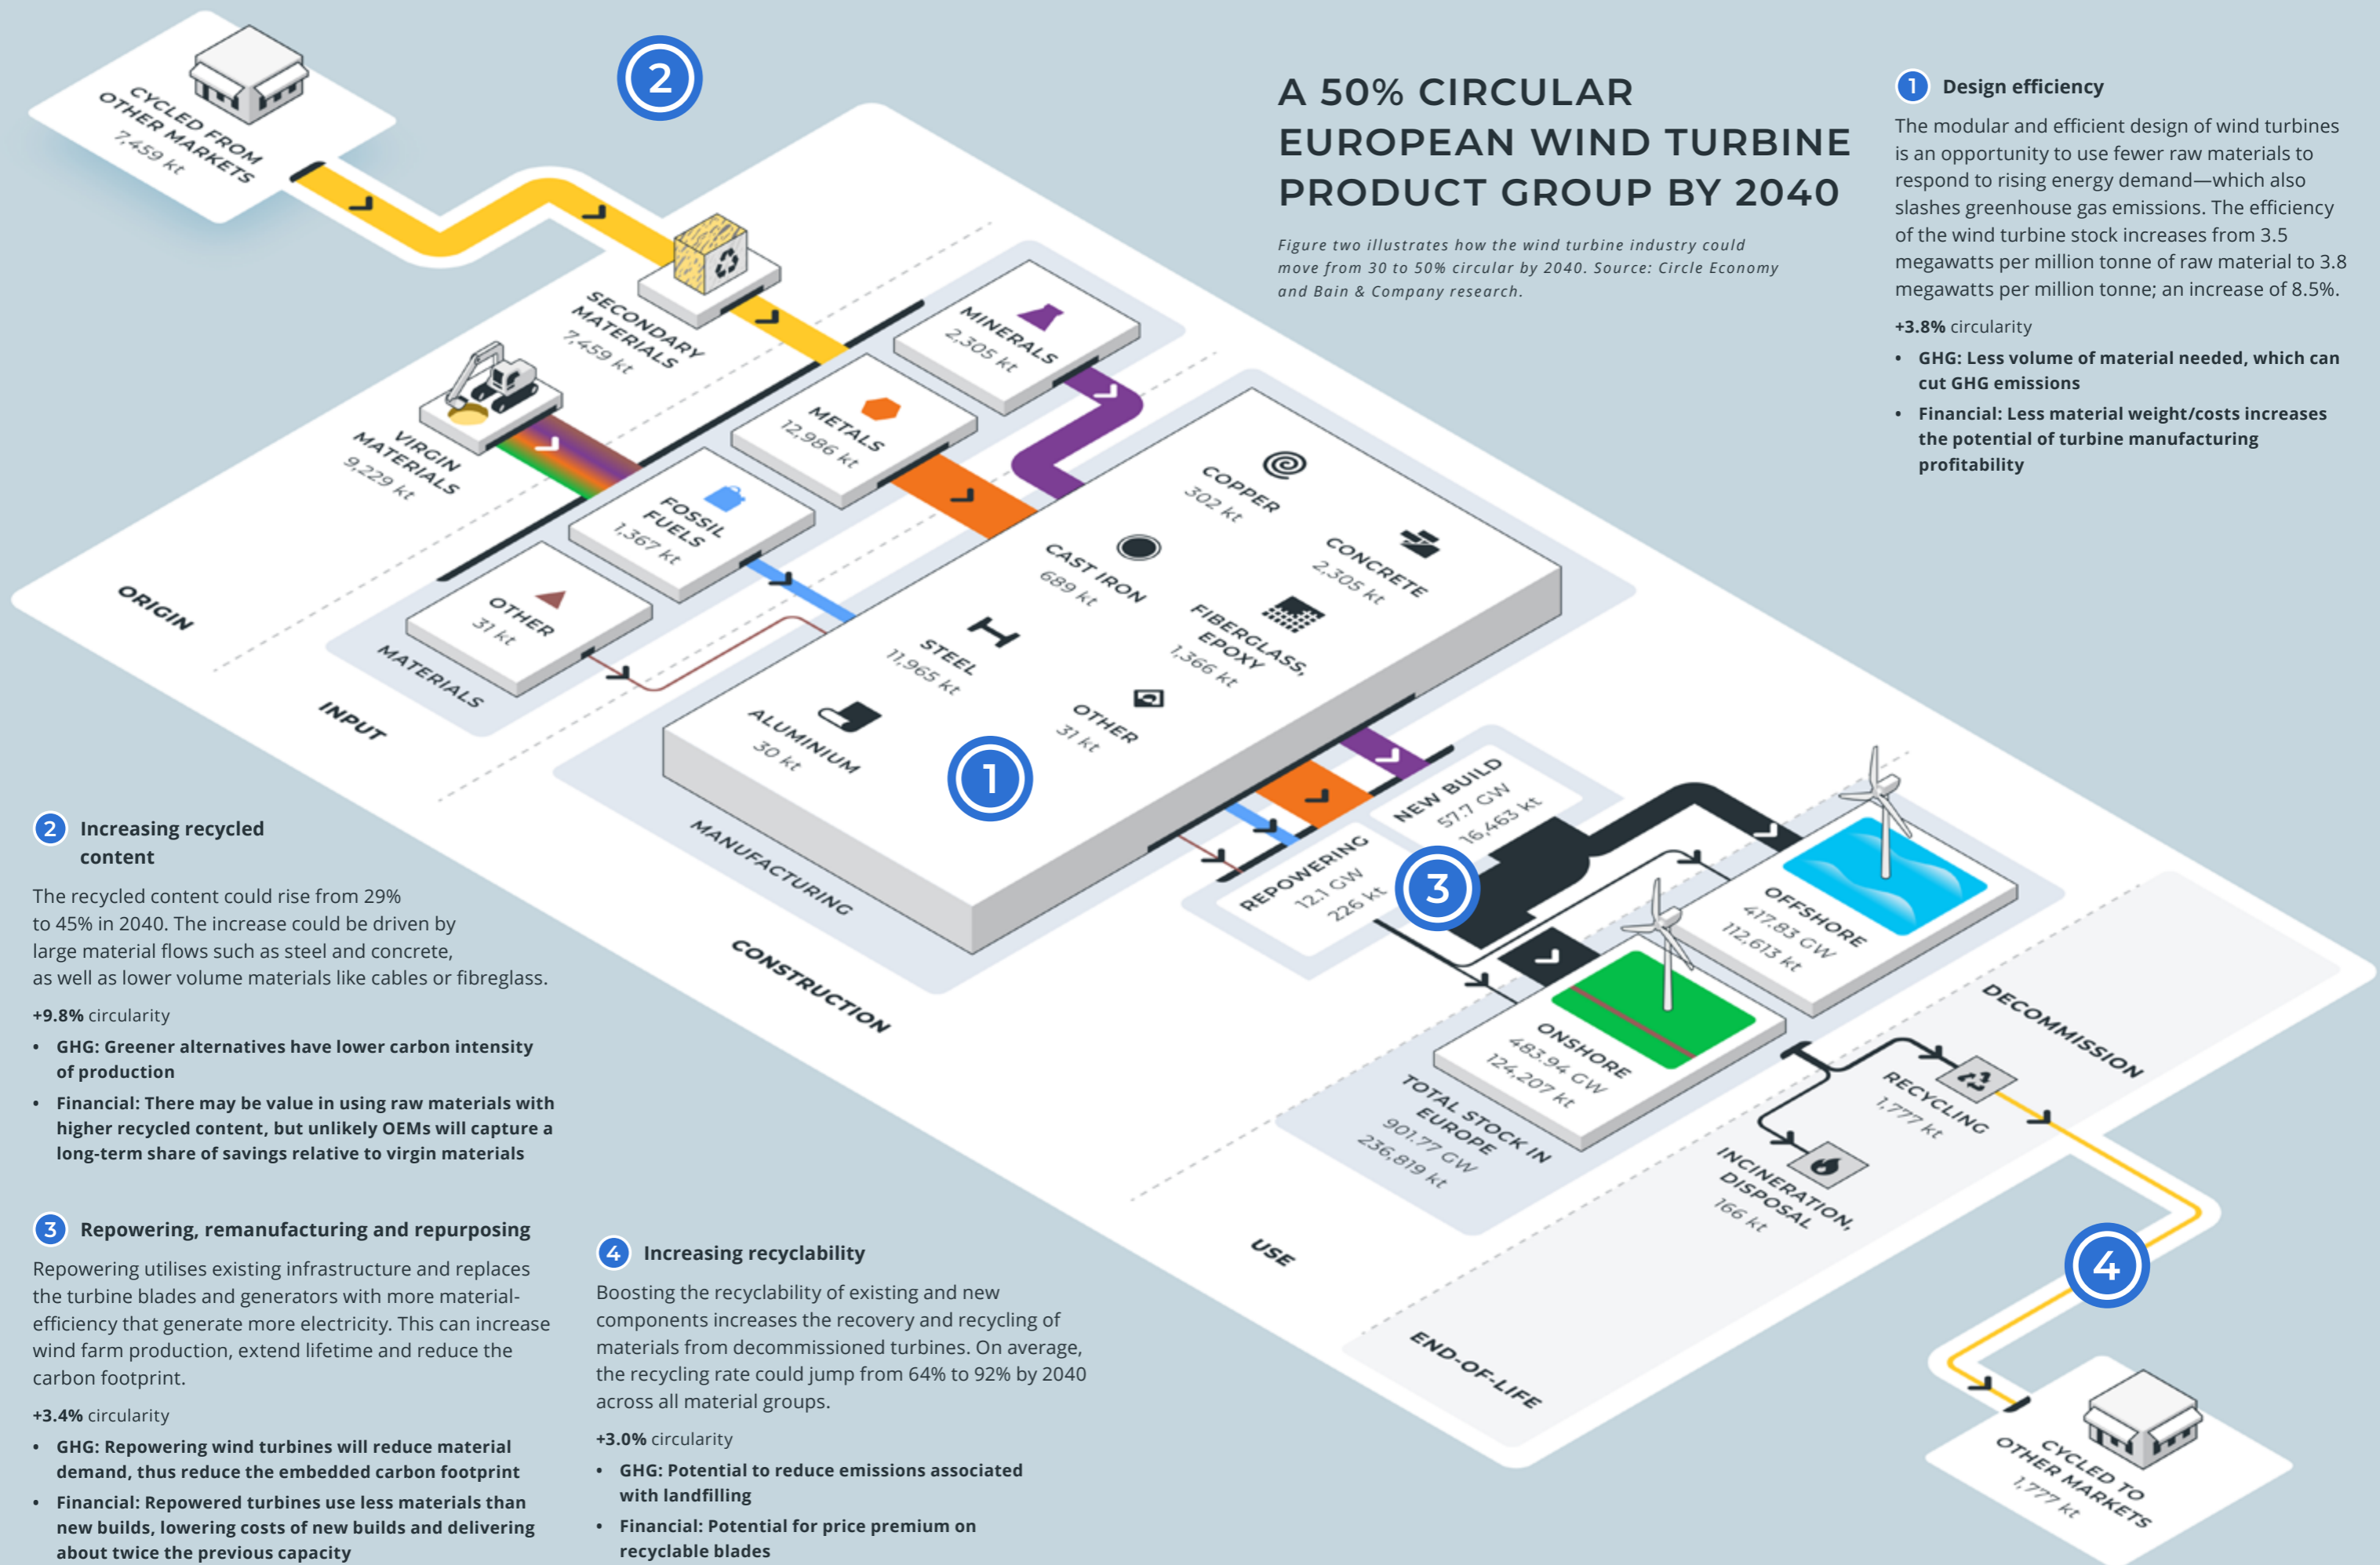 A 50% CIRCULAR
EUROPEAN WIND TURBINE
PRODUCT GROUP BY 2040
Figure two illustrates how the wind turbine industry could
move from 30 to 50% circular by 2040. Source: Circle Economy
and Bain & Company research.
1 Design efficiency
The modular and efficient design of wind turbines
is an opportunity to use fewer raw materials to
respond to rising energy demand—which also
slashes greenhouse gas emissions. The efficiency
of the wind turbine stock increases from 3.5
megawatts per million tonne of raw material to 3.8
megawatts per million tonne; an increase of 8.5%.
+3.8% circularity
• GHG: Less volume of material needed, which can
cut GHG emissions
• Financial: Less material weight/costs increases
the potential of turbine manufacturing
profitability
2
CYCLED FROM
OTHER MARKETS
7,459 kt
SECONDARY
MATERIALS
7,459 kt
VIRGIN
MATERIALS
9,229 kt
ORIGIN
MINERALS
2,305 kt
METALS
12,986 kt
FOSSIL
FUELS
1,367 kt
OTHER
31 kt
MATERIALS
INPUT
COPPER
302 kt
CONCRETE
2,305 kt
CAST IRON
689 kt
FIBERGLASS,
EPOXY
1,366 kt
STEEL
11,965 kt
OTHER
31 kt
ALUMINIUM
30 kt
1
MANUFACTURING
CONSTRUCTION
NEW BUILD
57.7 GW
16,463 kt
REPOWERING
12.1 GW
226 kt
3
OFFSHORE
417.83 GW
112,613 kt
ONSHORE
483.94 GW
124,207 kt
TOTAL STOCK IN
EUROPE
901.77 GW
236,819 kt
USE
DECOMMISSION
RECYCLING
1,777 kt
INCINERATION,
DISPOSAL
166 kt
END-OF-LIFE
4
CYCLED TO
OTHER MARKETS
1,777 kt
2 Increasing recycled
content
The recycled content could rise from 29%
to 45% in 2040. The increase could be driven by
large material flows such as steel and concrete,
as well as lower volume materials like cables or fibreglass.
+9.8% circularity
• GHG: Greener alternatives have lower carbon intensity
of production
• Financial: There may be value in using raw materials with
higher recycled content, but unlikely OEMs will capture a
long-term share of savings relative to virgin materials
3 Repowering, remanufacturing and repurposing
Repowering utilises existing infrastructure and replaces
the turbine blades and generators with more material-
efficiency that generate more electricity. This can increase
wind farm production, extend lifetime and reduce the
carbon footprint.
+3.4% circularity
• GHG: Repowering wind turbines will reduce material
demand, thus reduce the embedded carbon footprint
• Financial: Repowered turbines use less materials than
new builds, lowering costs of new builds and delivering
about twice the previous capacity
4 Increasing recyclability
Boosting the recyclability of existing and new
components increases the recovery and recycling of
materials from decommissioned turbines. On average,
the recycling rate could jump from 64% to 92% by 2040
across all material groups.
+3.0% circularity
• GHG: Potential to reduce emissions associated
with landfilling
• Financial: Potential for price premium on
recyclable blades